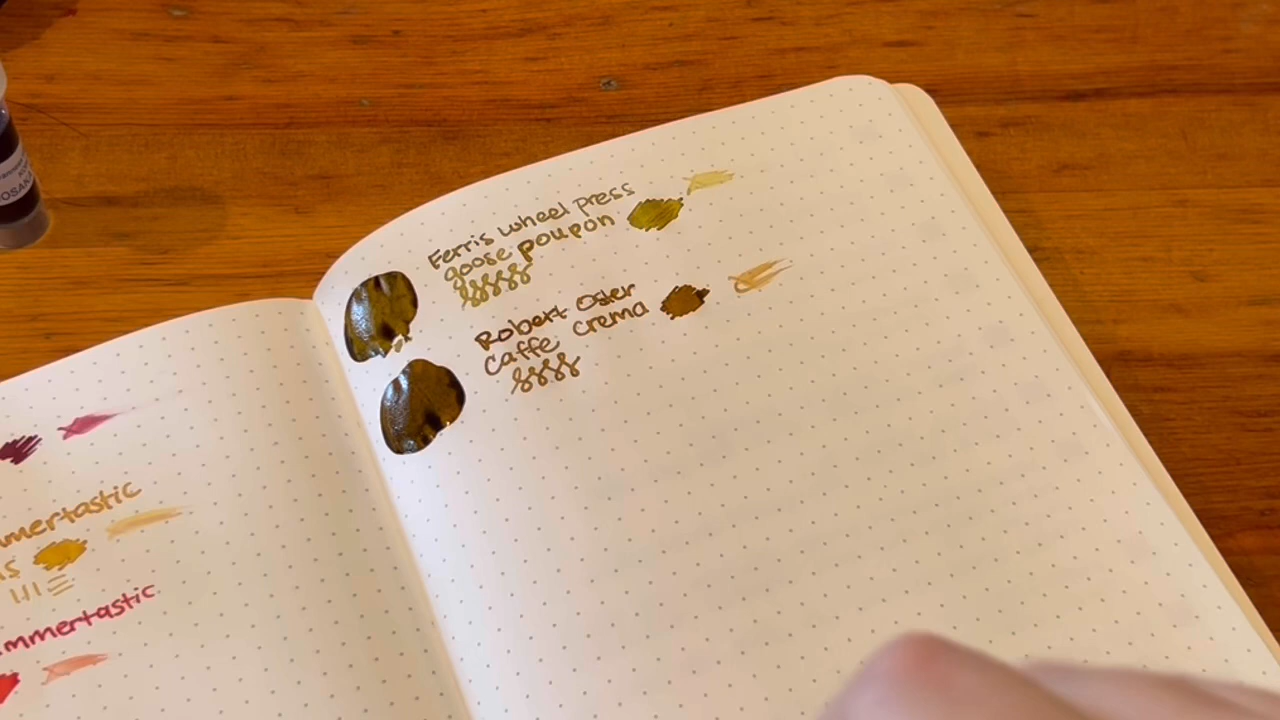 mmertastic
mmertastic
Ferris wheel press
goose poupon
Robert Oster
caffe crema